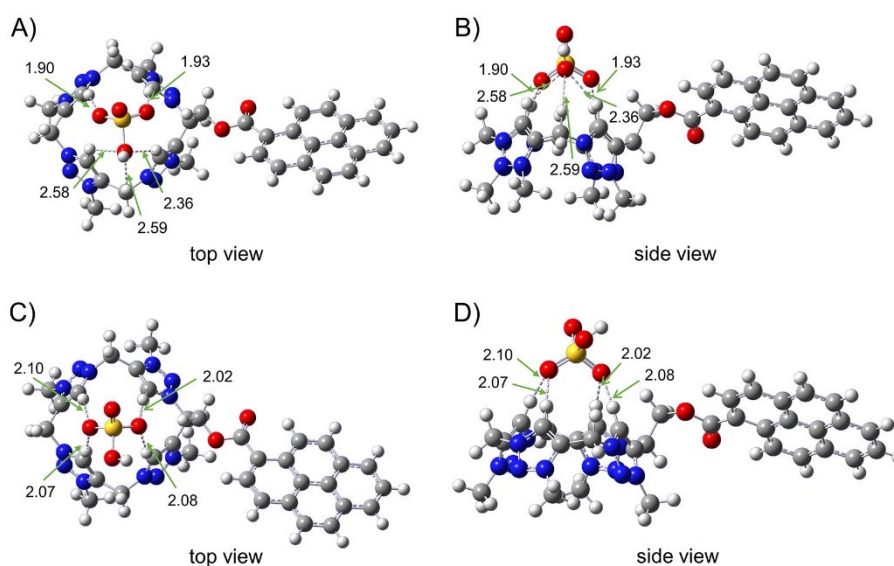 A)
B)
1.90
1.93
1.90
1.93
2.58
2.36
2.58
2.36
2.59
2.59
top view
side view
C)
D)
2.10
2.02
2.10
2.02
2.07
2.08
2.07
2.08
top view
side view